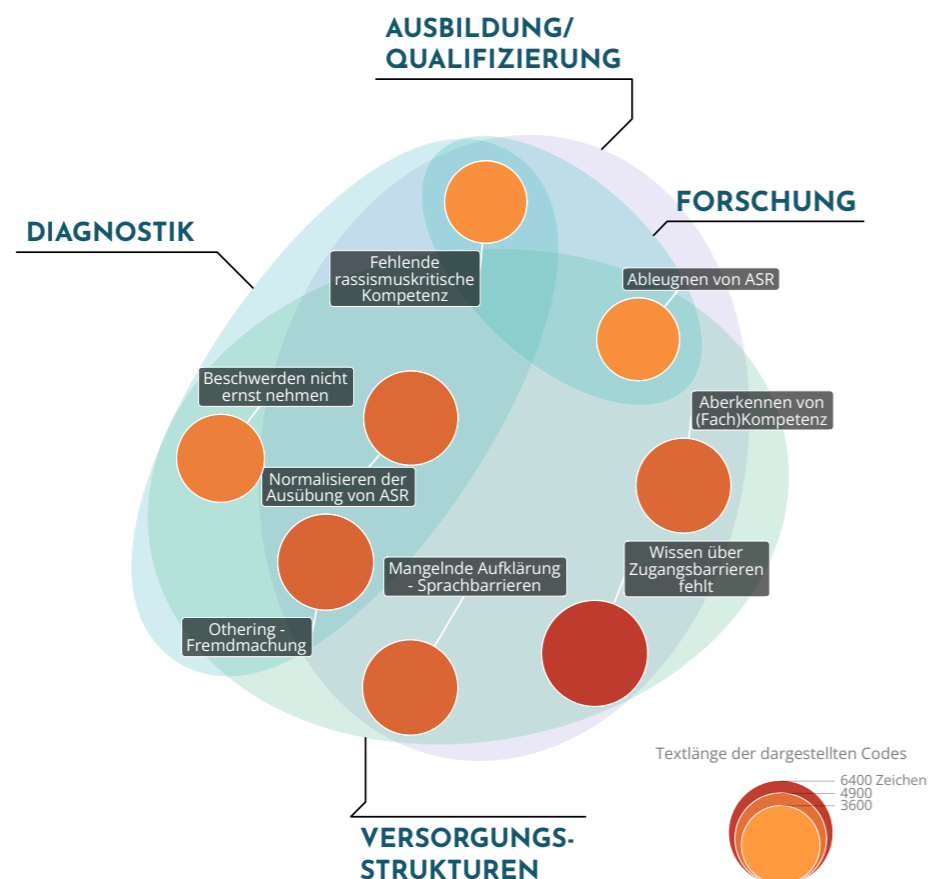 AUSBILDUNG/
QUALIFIZIERUNG
FORSCHUNG
DIAGNOSTIK
Fehlende
rassismuskritische
Kompetenz
Ableugnen von ASR
Beschwerden nicht
ernst nehmen
Aberkennen von
(Fach)Kompetenz
Normalisieren der
Ausübung von ASR
Mangelnde Aufklärung
- Sprachbarrieren
Wissen über
Zugangsbarrieren
fehlt
Othering -
Fremdmachung
Textlänge der dargestellten Codes
6400 Zeichen
4900
3600
VERSORGUNGS-
STRUKTUREN